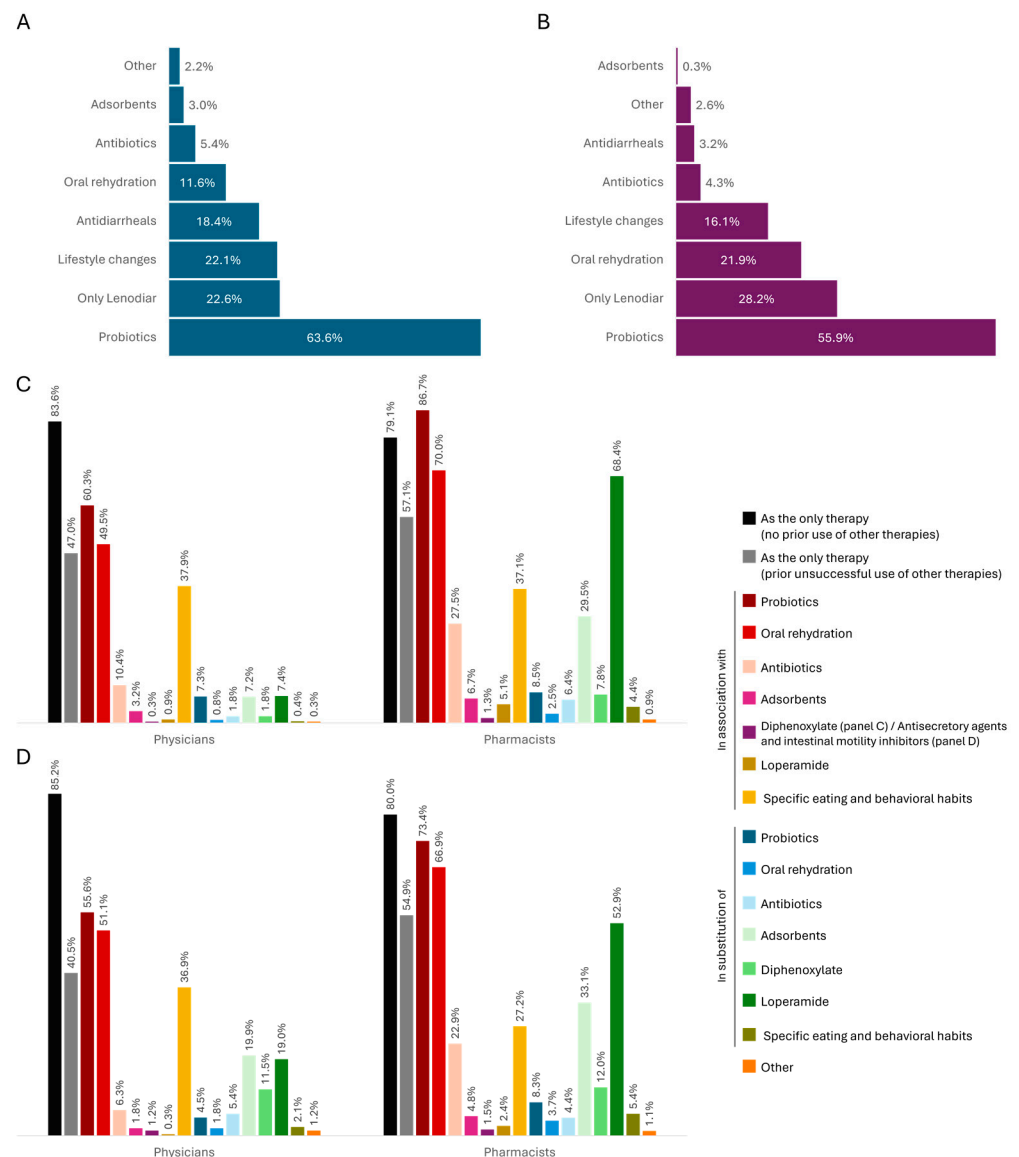 A
Other
2.2%
Adsorbents
3.0%
Antibiotics
5.4%
Oral rehydration
11.6%
Antidiarrheals
18.4%
Lifestyle changes
22.1%
Only Lenodiar
22.6%
Probiotics
63.6%
B
Adsorbents
0.3%
Other
2.6%
Antidiarrheals
3.2%
Antibiotics
4.3%
Lifestyle changes
16.1%
Oral rehydration
21.9%
Only Lenodiar
28.2%
Probiotics
55.9%
C
83.6%
47.0%
60.3%
49.5%
10.4%
3.2%
0.3%
0.9%
37.9%
7.3%
0.8%
1.8%
7.2%
1.8%
7.4%
0.4%
0.3%
Physicians
79.1%
57.1%
86.7%
70.0%
27.5%
6.7%
1.3%
5.1%
37.1%
8.5%
2.5%
6.4%
29.5%
7.8%
68.4%
4.4%
0.9%
Pharmacists
D
85.2%
40.5%
55.6%
51.1%
6.3%
1.8%
1.2%
0.3%
36.9%
4.5%
1.8%
5.4%
19.9%
11.5%
19.0%
2.1%
1.2%
Physicians
80.0%
54.9%
73.4%
66.9%
22.9%
4.8%
1.5%
2.4%
27.2%
8.3%
3.7%
4.4%
33.1%
12.0%
52.9%
5.4%
1.1%
Pharmacists
As the only therapy
(no prior use of other therapies)
As the only therapy
(prior unsuccessful use of other therapies)
In association with
Probiotics
Oral rehydration
Antibiotics
Adsorbents
Diphenoxylate (panel C) / Antisecretory agents
and intestinal motility inhibitors (panel D)
Loperamide
Specific eating and behavioral habits
In substitution of
Probiotics
Oral rehydration
Antibiotics
Adsorbents
Diphenoxylate
Loperamide
Specific eating and behavioral habits
Other